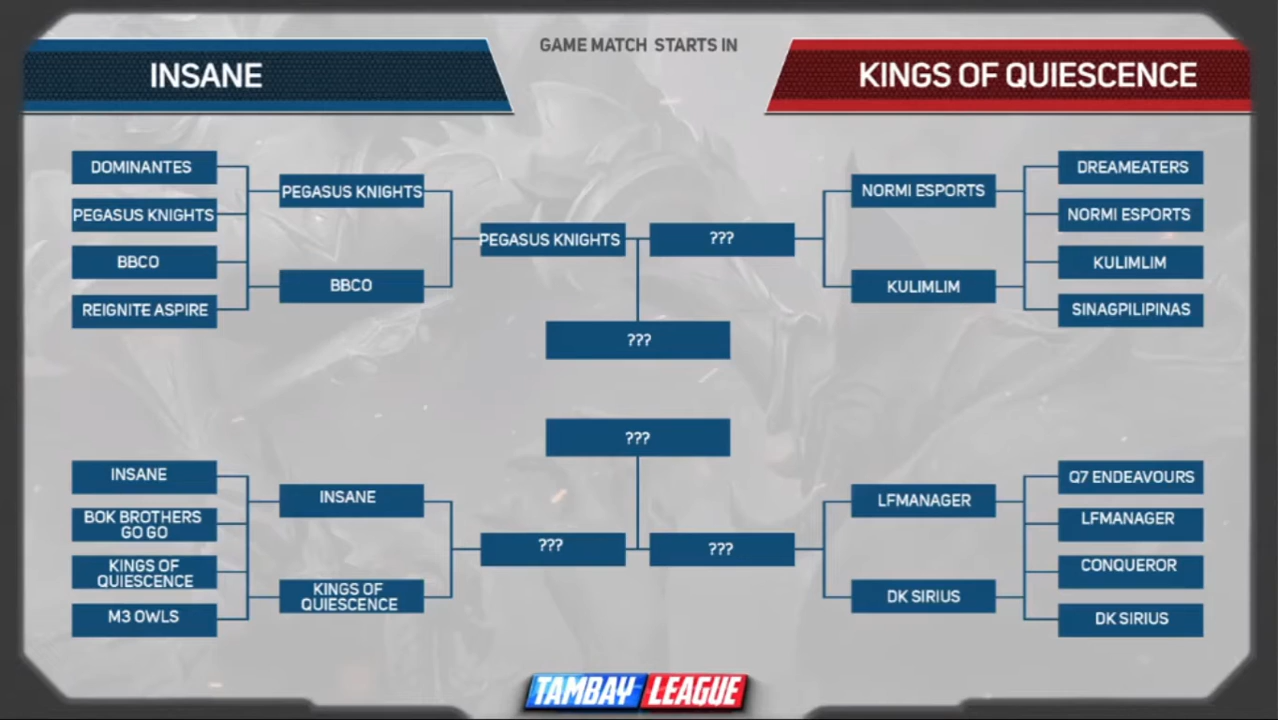 GAME MATCH STARTS IN
INSANE
KINGS OF QUIESCENCE
DOMINANTES
PEGASUS KNIGHTS
BBCO
REIGNITE ASPIRE
PEGASUS KNIGHTS
BBCO
PEGASUS KNIGHTS
???
???
NORMI ESPORTS
KULIMLIM
DREAMEATERS
NORMI ESPORTS
KULIMLIM
SINAGPILIPINAS
INSANE
BOK BROTHERS
GO GO
KINGS OF
QUIESCENCE
M3 OWLS
INSANE
KINGS OF
QUIESCENCE
???
???
???
LFMANAGER
DK SIRIUS
Q7 ENDEAVOURS
LFMANAGER
CONQUEROR
DK SIRIUS
TAMBAY LEAGUE